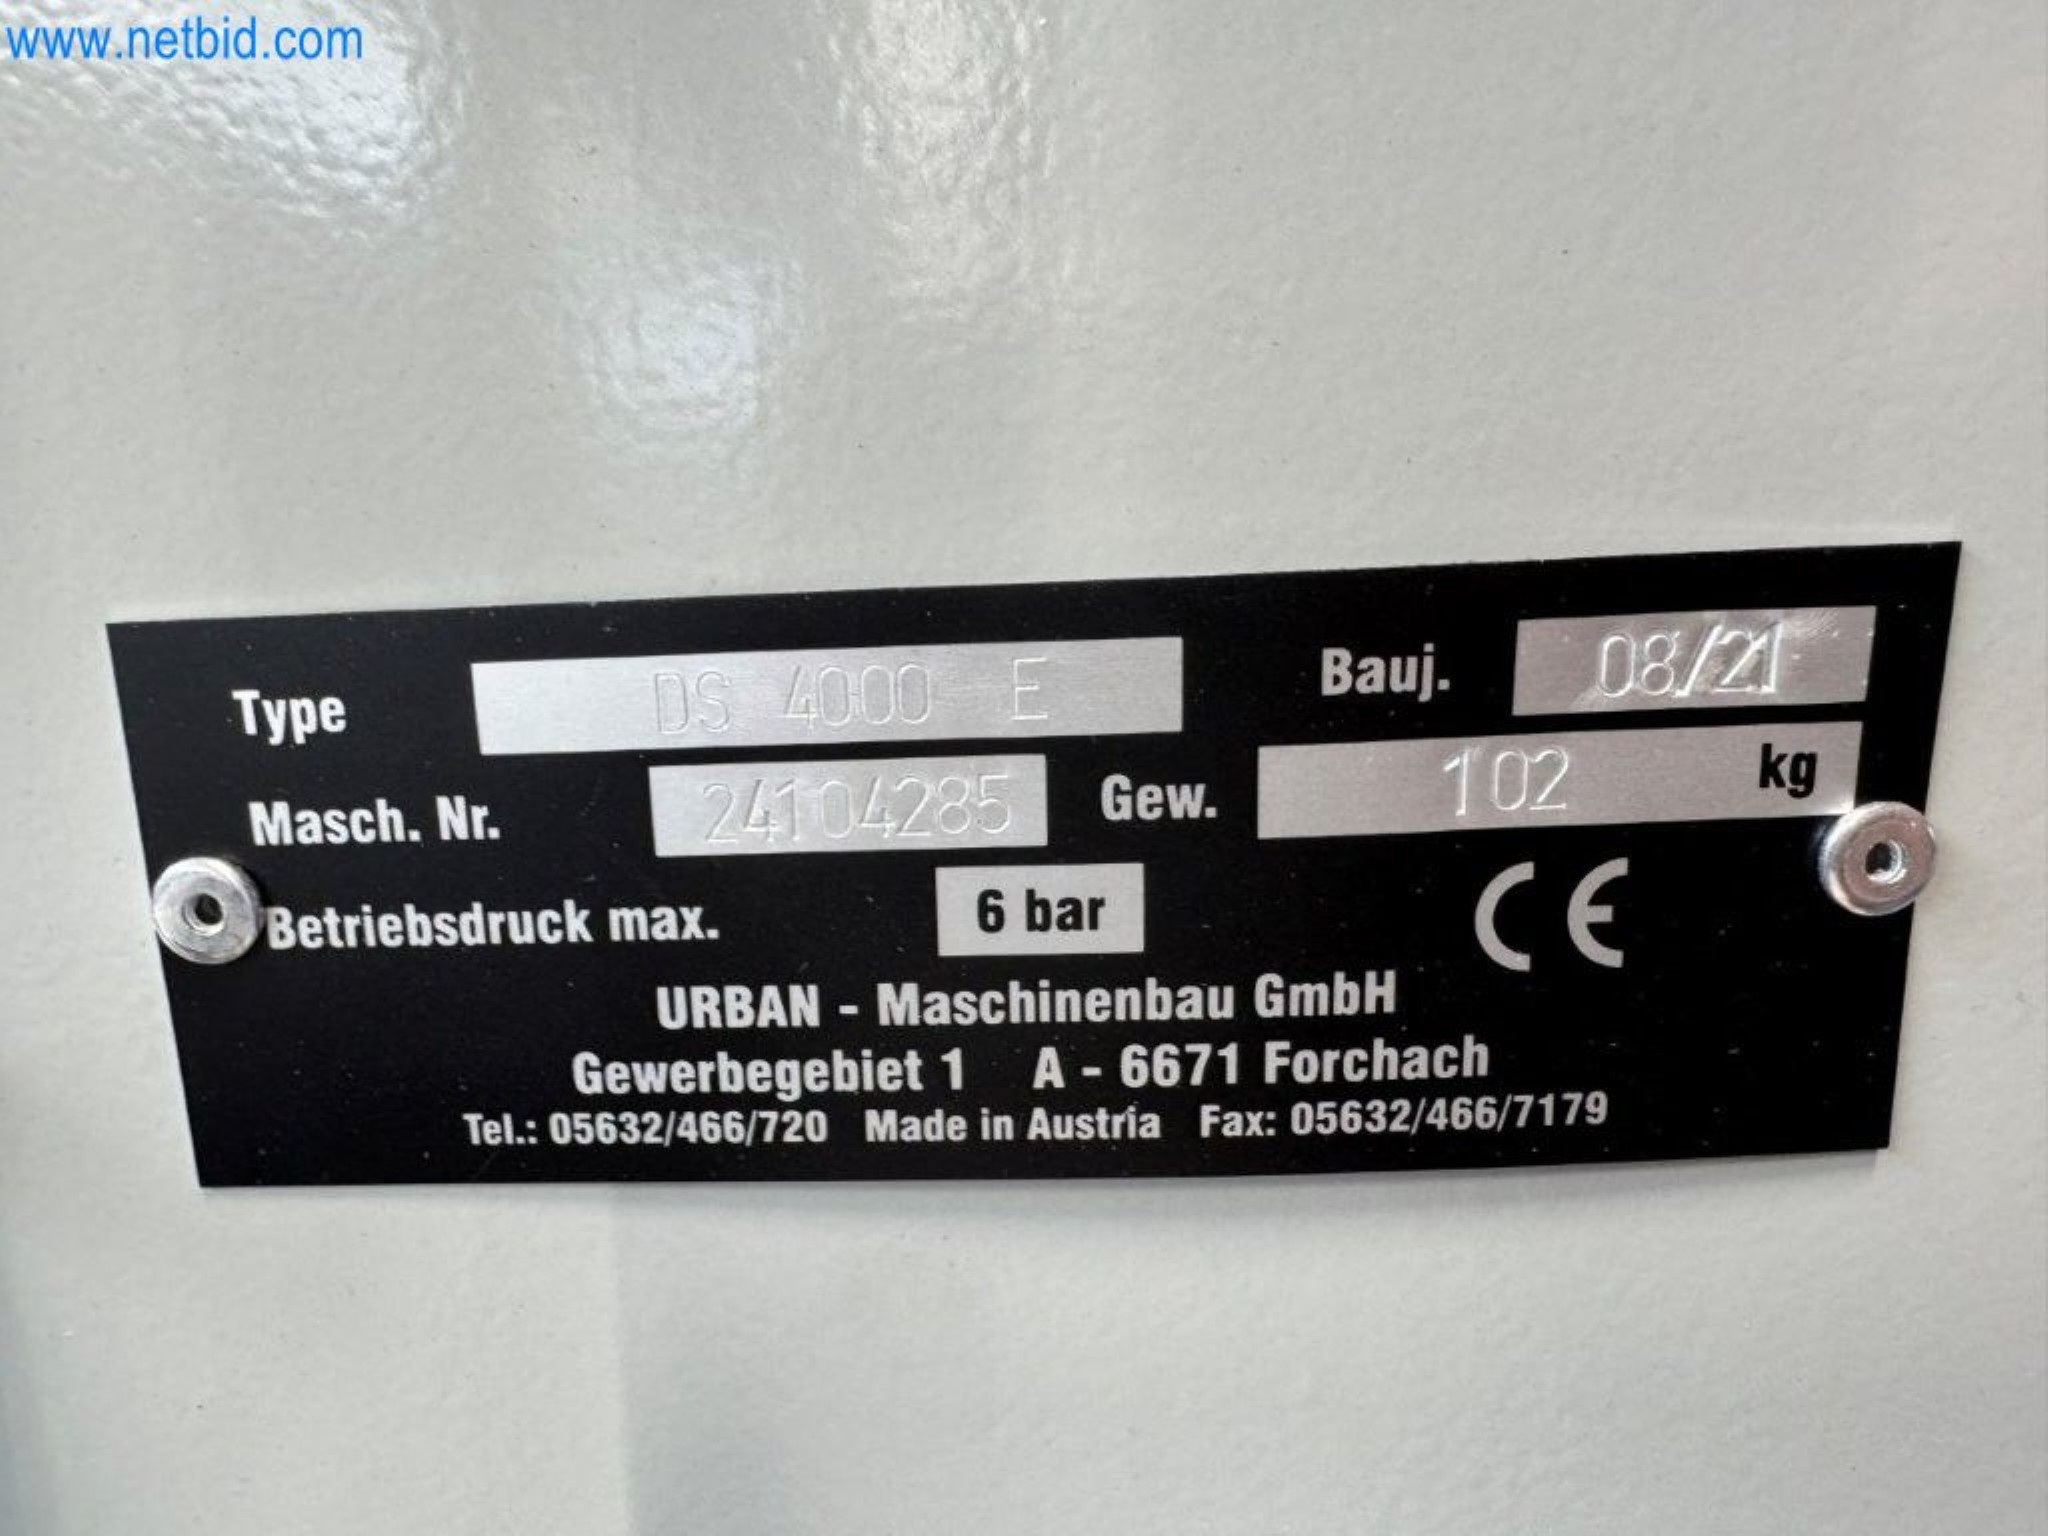 www.netbid.com
Type DS 4000 E Bauj. 08/21
Masch. Nr. 24104285 Gew. 102 kg
Betriebsdruck max. 6 bar CE
URBAN - Maschinenbau GmbH
Gewerbegebiet 1 A - 6671 Forchach
Tel.: 05632/466/720 Made in Austria Fax: 05632/466/7179